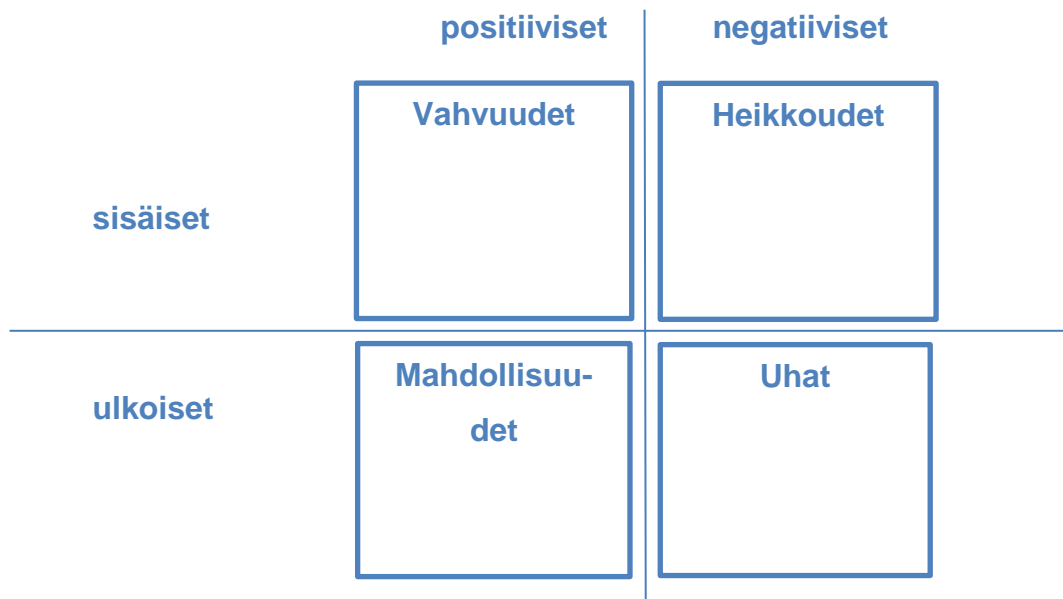 positiiviset negatiiviset
Vahvuudet Heikkoudet
sisäiset
Mahdollisuu-
det
Uhat
ulkoiset